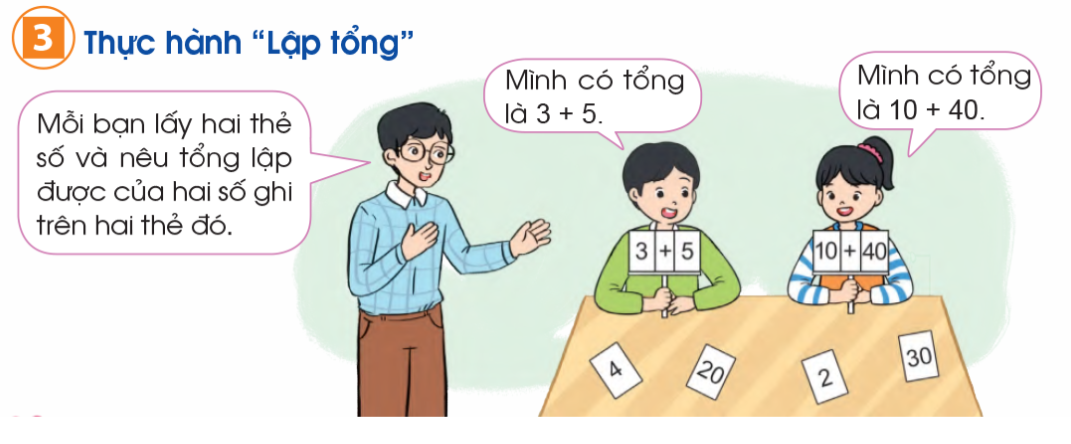 3 Thực hành “Lập tổng”
Mỗi bạn lấy hai thẻ
số và nêu tổng lập
được của hai số ghi
trên hai thẻ đó.
Mình có tổng
là 3 + 5.
Mình có tổng
là 10 + 40.
3 + 5
10 + 40
4
20
2
30